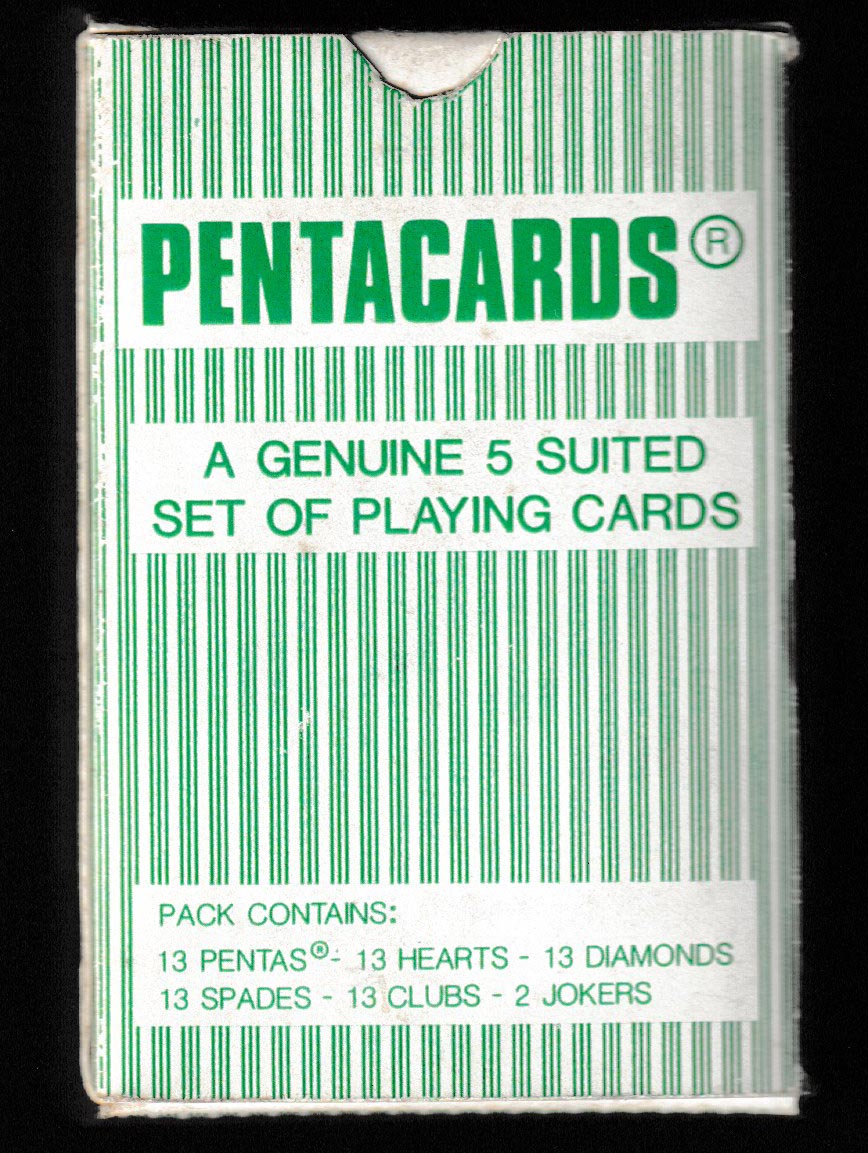 PENTACARDS®
A GENUINE 5 SUITED
SET OF PLAYING CARDS
PACK CONTAINS:
13 PENTAS®- 13 HEARTS - 13 DIAMONDS
13 SPADES - 13 CLUBS - 2 JOKERS